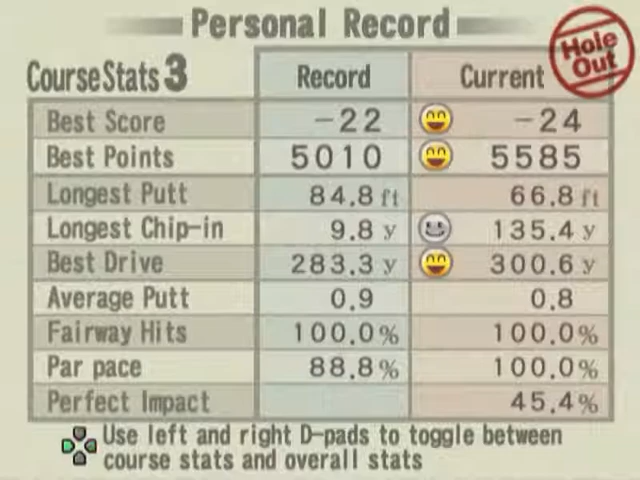 Personal Record
Hole Out
Course Stats 3 Record Current
Best Score -22 -24
Best Points 5010 5585
Longest Putt 84.8 ft 66.8 ft
Longest Chip-in 9.8 y 135.4 y
Best Drive 283.3 y 300.6 y
Average Putt 0.9 0.8
Fairway Hits 100.0% 100.0%
Par pace 88.8% 100.0%
Perfect Impact 45.4%
Use left and right D-pads to toggle between
course stats and overall stats